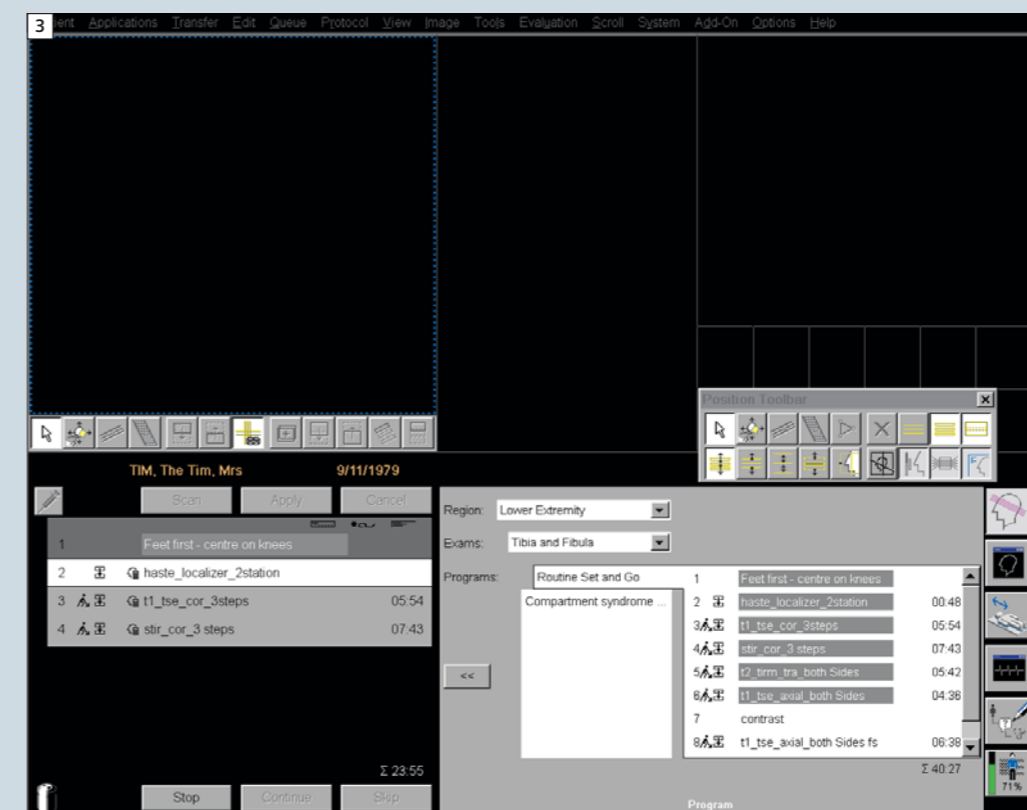 3
ent Applications Transfer Edit Queue Protocol View Image Tools Evaluation Scroll System Add-On Options Help
Position Toolbar
TIM, The Tim, Mrs 9/11/1979
Scan Apply Cancel
1 Feet first - centre on knees
2 haste_localizer_2station
3 t1_tse_cor_3steps 05:54
4 stir_cor_3 steps 07:43
Σ 23:55
Stop Continue Skip
Region: Lower Extremity
Exams: Tibia and Fibula
Programs: Routine Set and Go
Compartment syndrome ...
<<
1 Feet first - centre on knees
2 haste_localizer_2station 00:48
3 t1_tse_cor_3steps 05:54
4 stir_cor_3 steps 07:43
5 t2_tirm_tra_both Sides 05:42
6 t1_tse_axial_both Sides 04:36
7 contrast
8 t1_tse_axial_both Sides fs 06:38
Σ 40:27
Program
71%